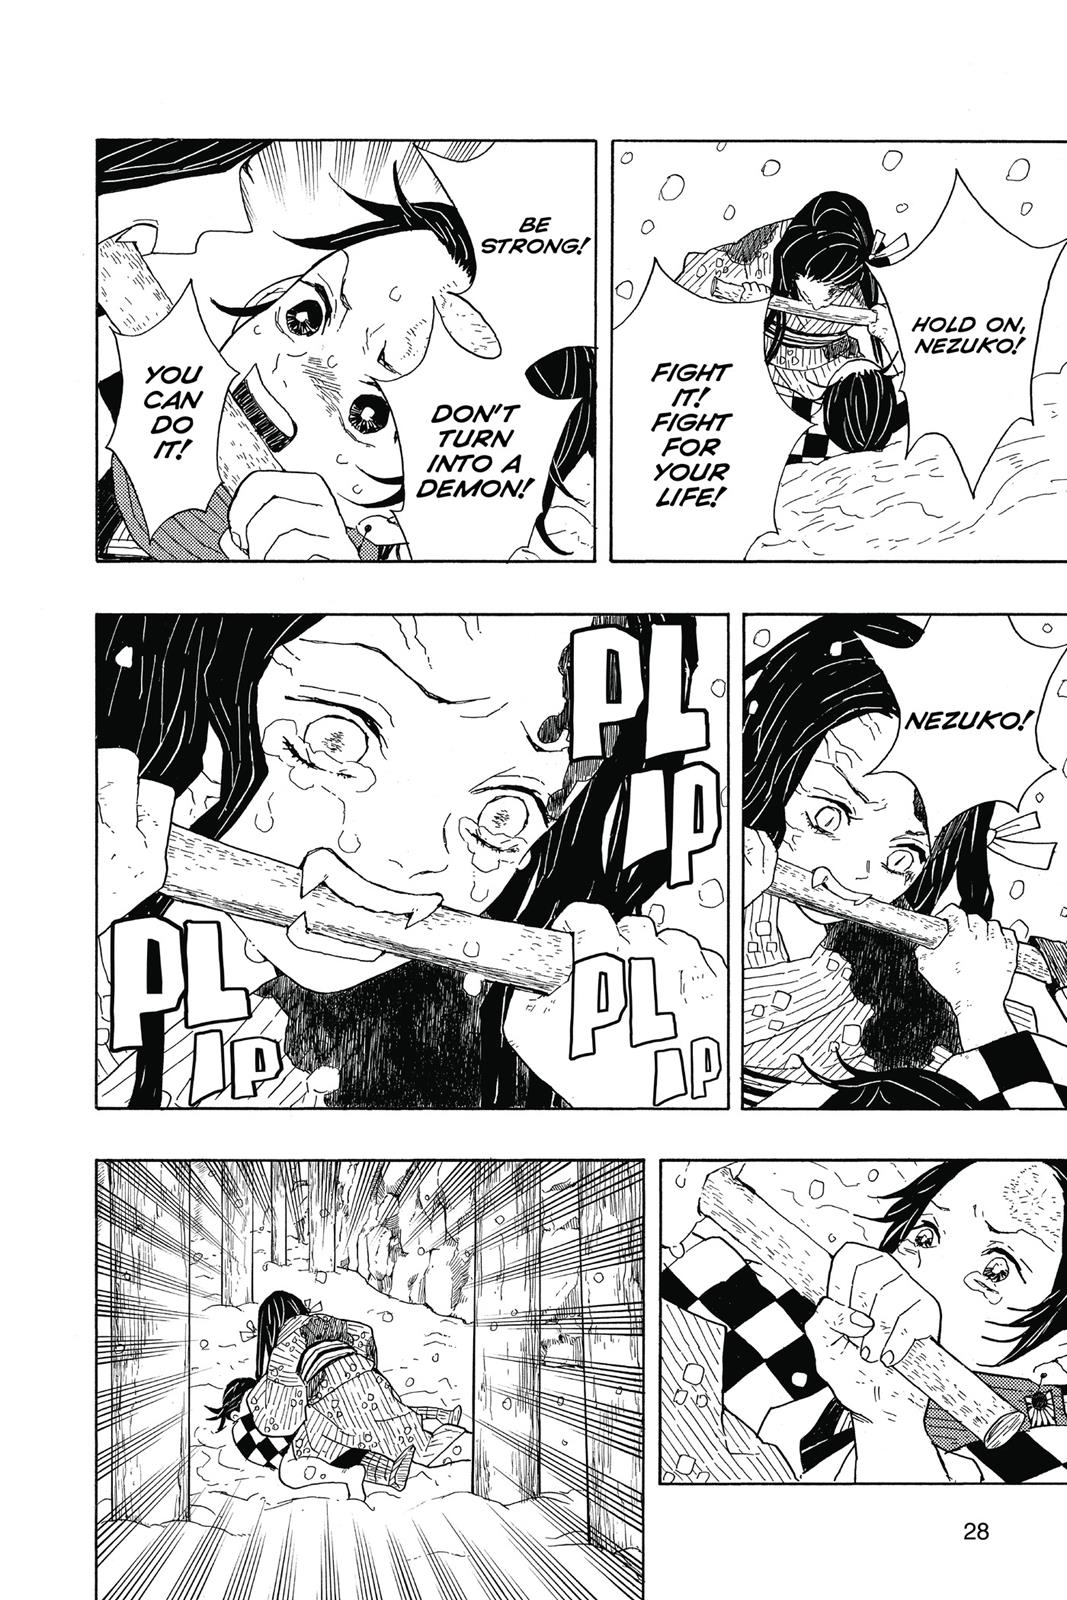 HOLD ON,
NEZUKO!
FIGHT
IT!
FIGHT
FOR
YOUR
LIFE!
BE
STRONG!
DON'T
TURN
INTO A
DEMON!
YOU
CAN
DO
IT!
NEZUKO!
PL
IP
PL
IP
PL
IP
28